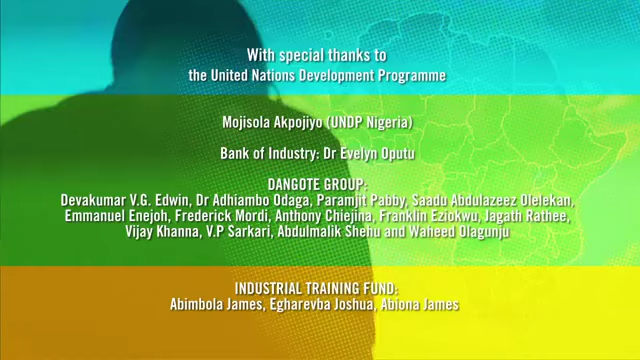 With special thanks to
the United Nations Development Programme
Mojisola Akpojiyo (UNDP Nigeria)
Bank of Industry: Dr Evelyn Oputu
DANGOTE GROUP:
Devakumar V.G. Edwin, Dr Adhiambo Odaga, Paramjit Pabby, Saadu Abdulazeez Olelekan,
Emmanuel Enejoh, Frederick Mordi, Anthony Chiejina, Franklin Eziokwu, Jagath Rathee,
Vijay Khanna, V.P Sarkari, Abdulmalik Shehu and Waheed Olagunju
INDUSTRIAL TRAINING FUND:
Abimbola James, Egharevba Joshua, Abiona James